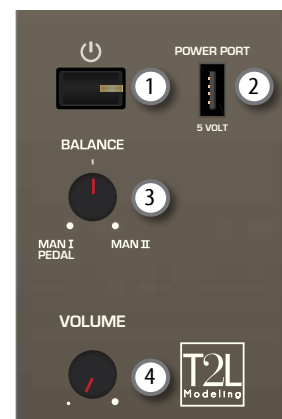 POWER PORT
1
2
5 VOLT
BALANCE
3
MAN I
PEDAL
MAN II
VOLUME
4
T2L
Modeling